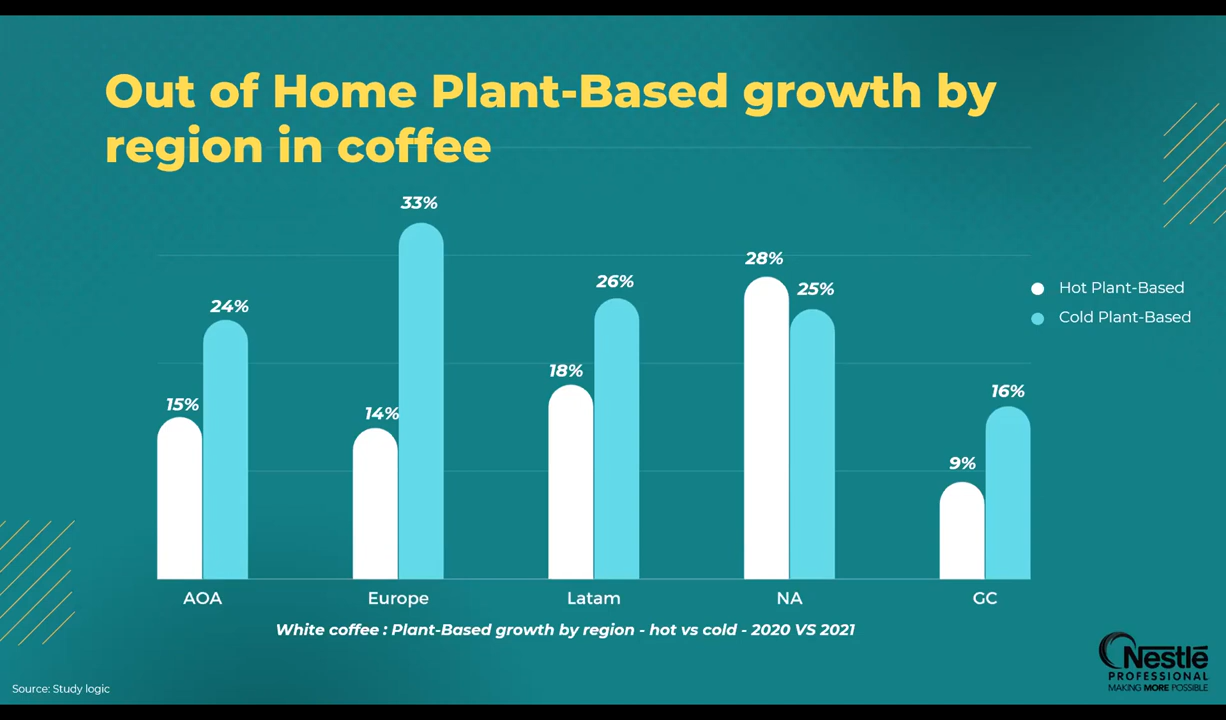 Out of Home Plant-Based growth by
region in coffee
33%
28%
26%
25%
24%
18%
15%
14%
16%
9%
Hot Plant-Based
Cold Plant-Based
AOA
Europe
Latam
NA
GC
White coffee : Plant-Based growth by region - hot vs cold - 2020 VS 2021
Source: Study logic
Nestlé
PROFESSIONAL
MAKING MORE POSSIBLE